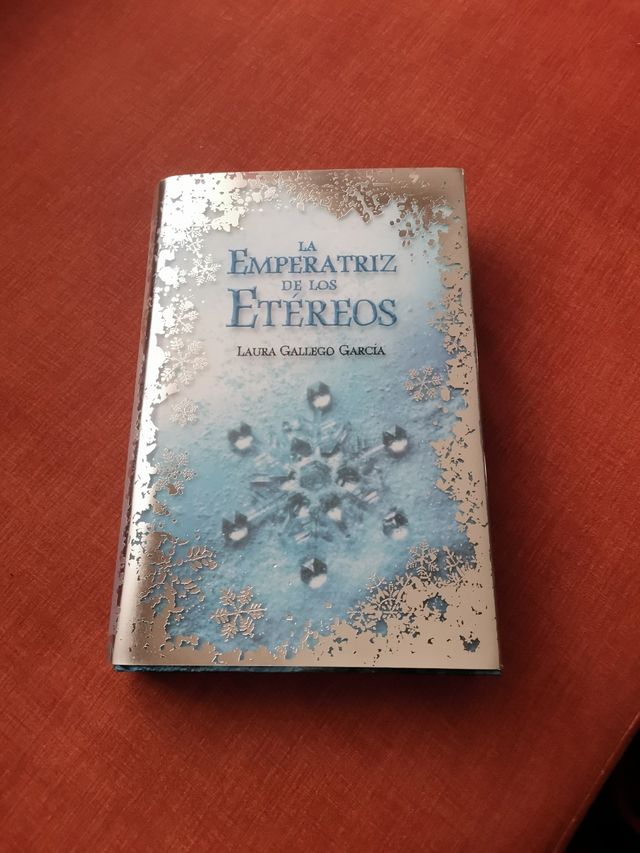 LA
EMPERATRIZ
DE LOS
ETÉREOS
LAURA GALLEGO GARCÍA